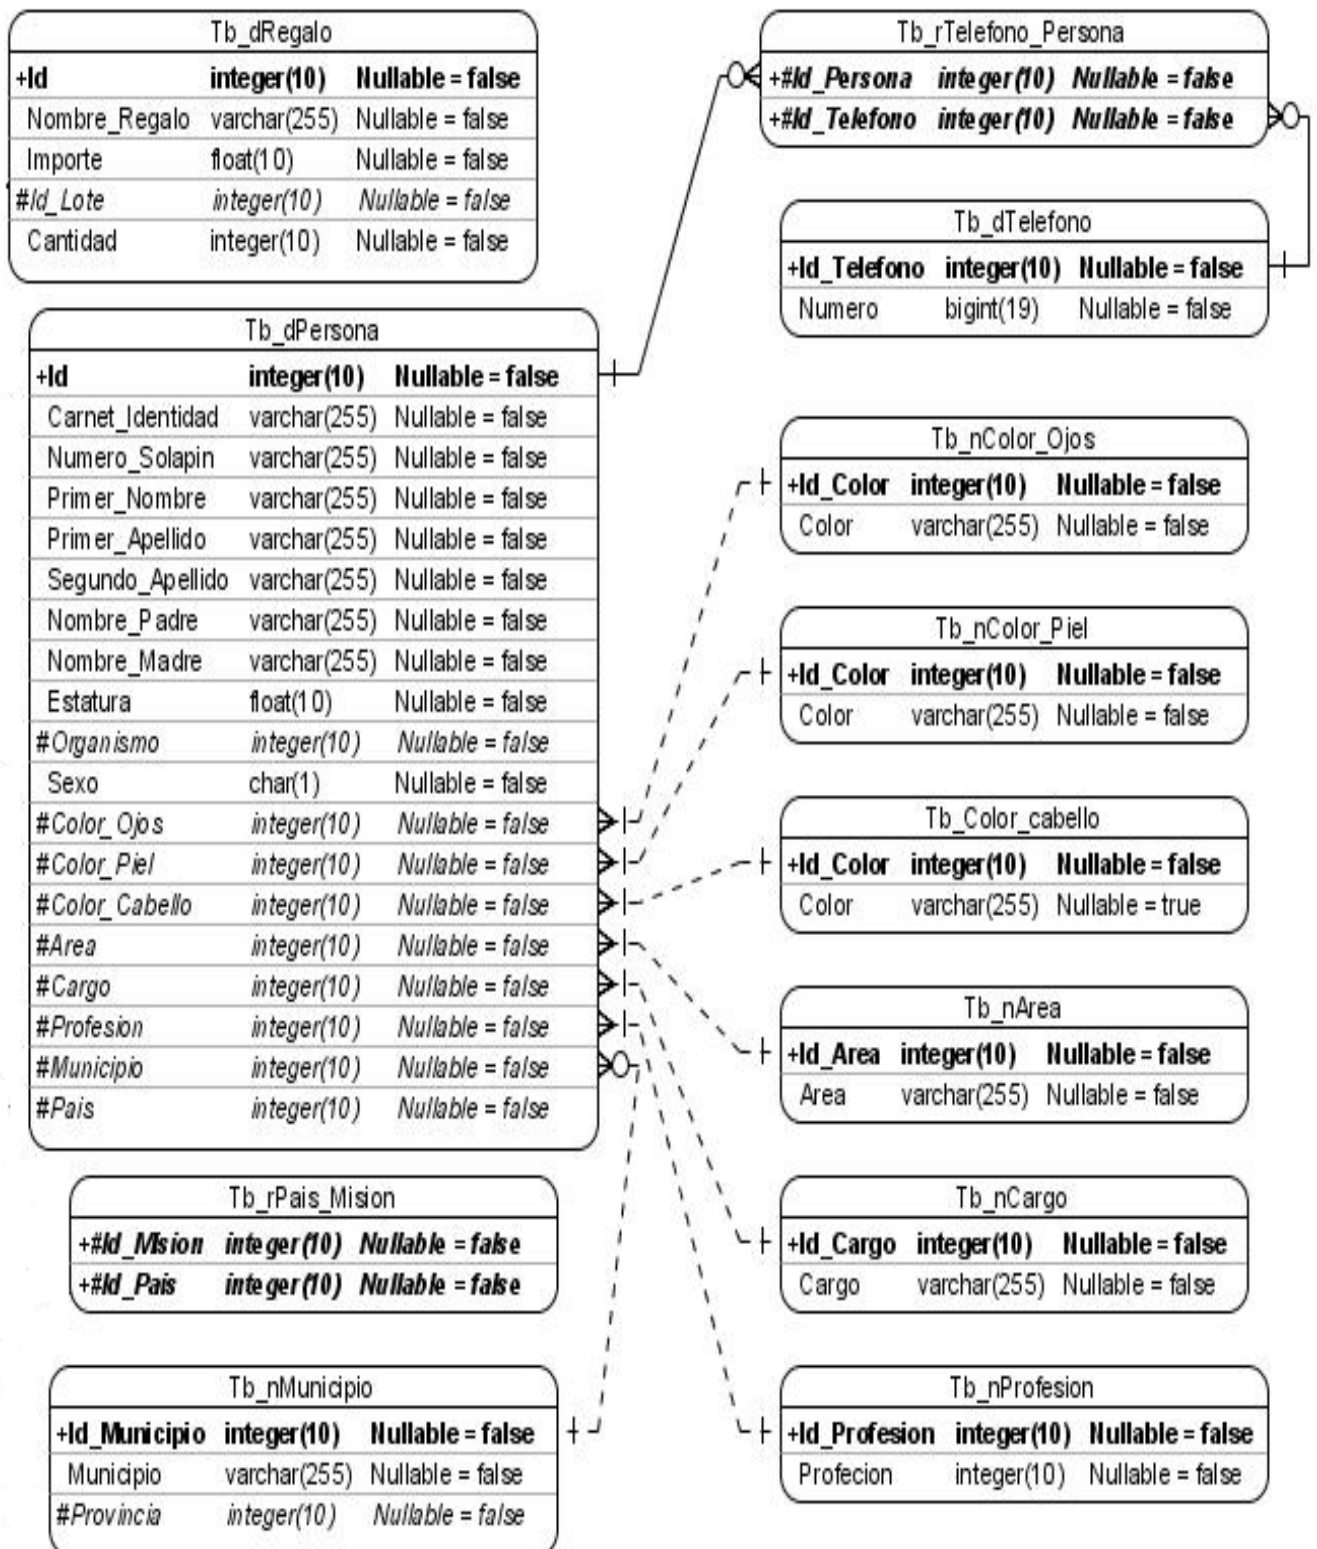 Tb_dRegalo
+Id integer(10) Nullable = false
Nombre_Regalo varchar(255) Nullable = false
Importe float(10) Nullable = false
#Id_Lote integer(10) Nullable = false
Cantidad integer(10) Nullable = false
Tb_rTelefono_Persona
+#Id_Persona integer(10) Nullable = false
+#Id_Telefono integer(10) Nullable = false
Tb_dTelefono
+Id_Telefono integer(10) Nullable = false
Numero bigint(19) Nullable = false
Tb_dPersona
+Id integer(10) Nullable = false
Carnet_Identidad varchar(255) Nullable = false
Numero_Solapin varchar(255) Nullable = false
Primer_Nombre varchar(255) Nullable = false
Primer_Apellido varchar(255) Nullable = false
Segundo_Apellido varchar(255) Nullable = false
Nombre_Padre varchar(255) Nullable = false
Nombre_Madre varchar(255) Nullable = false
Estatura float(10) Nullable = false
#Organismo integer(10) Nullable = false
Sexo char(1) Nullable = false
#Color_Ojos integer(10) Nullable = false
#Color_Piel integer(10) Nullable = false
#Color_Cabello integer(10) Nullable = false
#Area integer(10) Nullable = false
#Cargo integer(10) Nullable = false
#Profesion integer(10) Nullable = false
#Municipio integer(10) Nullable = false
#Pais integer(10) Nullable = false
Tb_nColor_Ojos
+Id_Color integer(10) Nullable = false
Color varchar(255) Nullable = false
Tb_nColor_Piel
+Id_Color integer(10) Nullable = false
Color varchar(255) Nullable = false
Tb_Color_cabello
+Id_Color integer(10) Nullable = false
Color varchar(255) Nullable = true
Tb_nArea
+Id_Area integer(10) Nullable = false
Area varchar(255) Nullable = false
Tb_rPais_Mision
+#Id_MIsion integer(10) Nullable = false
+#Id_Pais integer(10) Nullable = false
Tb_nCargo
+Id_Cargo integer(10) Nullable = false
Cargo varchar(255) Nullable = false
Tb_nMunicipio
+Id_Municipio integer(10) Nullable = false
Municipio varchar(255) Nullable = false
#Provincia integer(10) Nullable = false
Tb_nProfesion
+Id_Profesion integer(10) Nullable = false
Profecion integer(10) Nullable = false